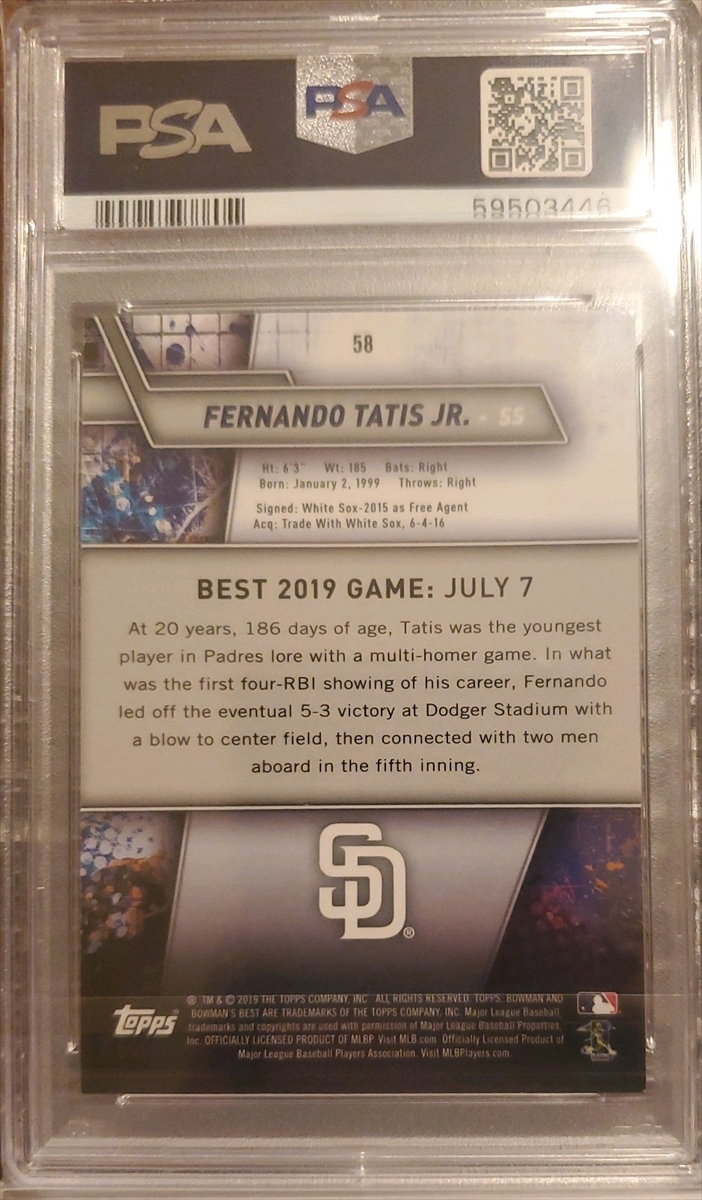 PSA
PSA
59503446
58
FERNANDO TATIS JR. - SS
Ht: 6'3" Wt: 185 Bats: Right
Born: January 2, 1999 Throws: Right
Signed: White Sox-2015 as Free Agent
Acq: Trade With White Sox, 6-4-16
BEST 2019 GAME: JULY 7
At 20 years, 186 days of age, Tatis was the youngest
player in Padres lore with a multi-homer game. In what
was the first four-RBI showing of his career, Fernando
led off the eventual 5-3 victory at Dodger Stadium with
a blow to center field, then connected with two men
aboard in the fifth inning.
SD®
® TM & © 2019 THE TOPPS COMPANY, INC. ALL RIGHTS RESERVED. TOPPS, BOWMAN AND
BOWMAN'S BEST ARE TRADEMARKS OF THE TOPPS COMPANY, INC. Major League Baseball
topps
trademarks and copyrights are used with permission of Major League Baseball Properties,
Inc. OFFICIALLY LICENSED PRODUCT OF MLBP Visit MLB.com. Officially Licensed Product of
Major League Baseball Players Association. Visit MLBPlayers.com